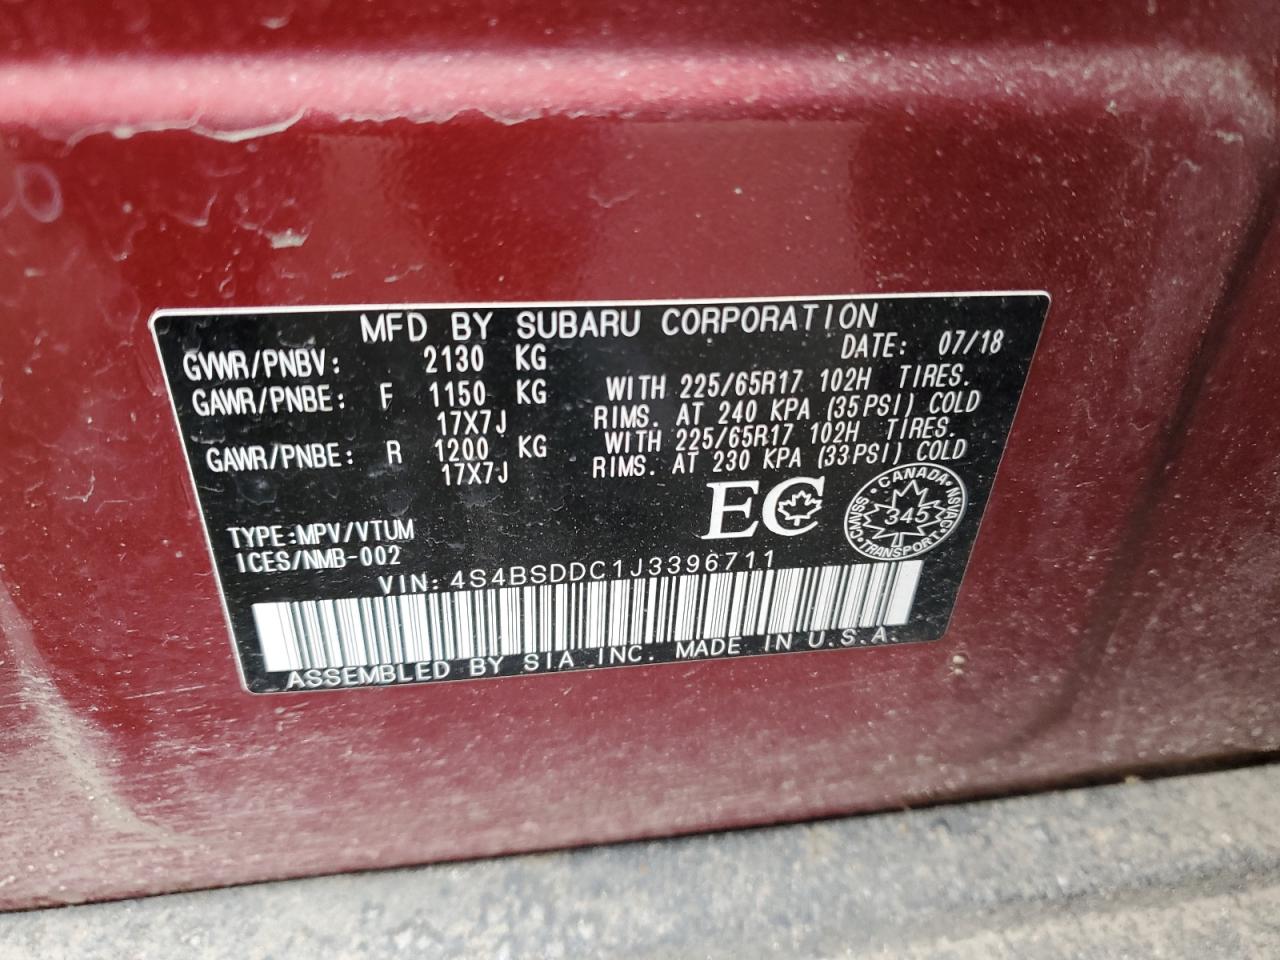 MFD BY SUBARU CORPORATION
GVWR/PNBV: 2130 KG DATE: 07/18
GAWR/PNBE: F 1150 KG WITH 225/65R17 102H TIRES.
17X7J RIMS. AT 240 KPA (35PSI) COLD
GAWR/PNBE: R 1200 KG WITH 225/65R17 102H TIRES.
17X7J RIMS. AT 230 KPA (33PSI) COLD
EC
CANADA
CMVSS 345 NSVAC
TRANSPORT
TYPE:MPV/VTUM
ICES/NMB-002
VIN: 4S4BSDDC1J3396711
ASSEMBLED BY SIA INC. MADE IN U.S.A.